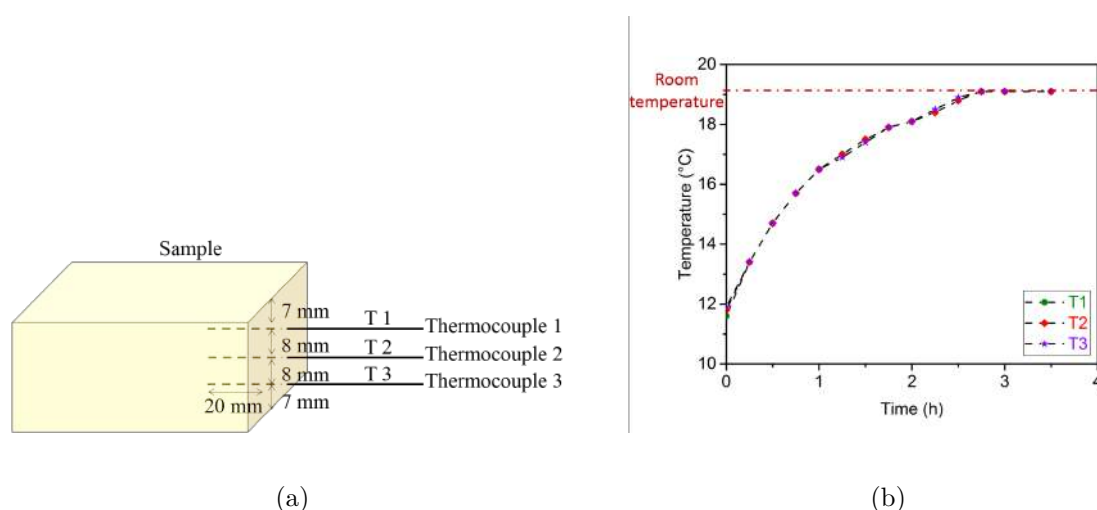 Sample
7 mm
T 1
Thermocouple 1
8 mm
T 2
Thermocouple 2
8 mm
T 3
Thermocouple 3
20 mm
7 mm
(a)
20
18
16
14
12
10
Room
temperature
Temperature (°C)
T1
T2
T3
0
1
2
3
4
Time (h)
(b)